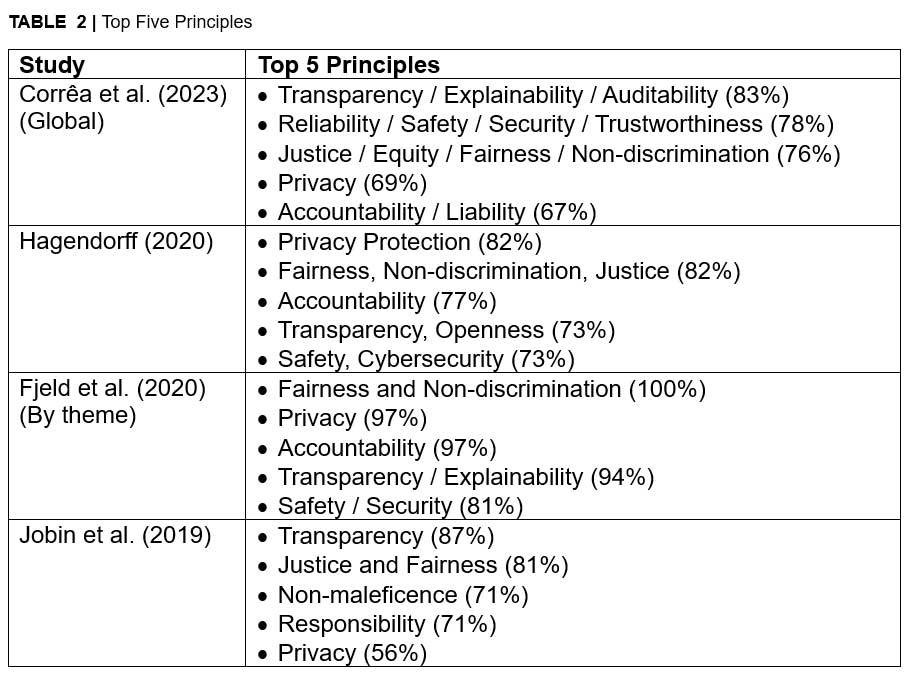 TABLE 2 | Top Five Principles
Study
Top 5 Principles
Corrêa et al. (2023)
(Global)
• Transparency / Explainability / Auditability (83%)
• Reliability / Safety / Security / Trustworthiness (78%)
• Justice / Equity / Fairness / Non-discrimination (76%)
• Privacy (69%)
• Accountability / Liability (67%)
Hagendorff (2020)
• Privacy Protection (82%)
• Fairness, Non-discrimination, Justice (82%)
• Accountability (77%)
• Transparency, Openness (73%)
• Safety, Cybersecurity (73%)
Fjeld et al. (2020)
(By theme)
• Fairness and Non-discrimination (100%)
• Privacy (97%)
• Accountability (97%)
• Transparency / Explainability (94%)
• Safety / Security (81%)
Jobin et al. (2019)
• Transparency (87%)
• Justice and Fairness (81%)
• Non-maleficence (71%)
• Responsibility (71%)
• Privacy (56%)